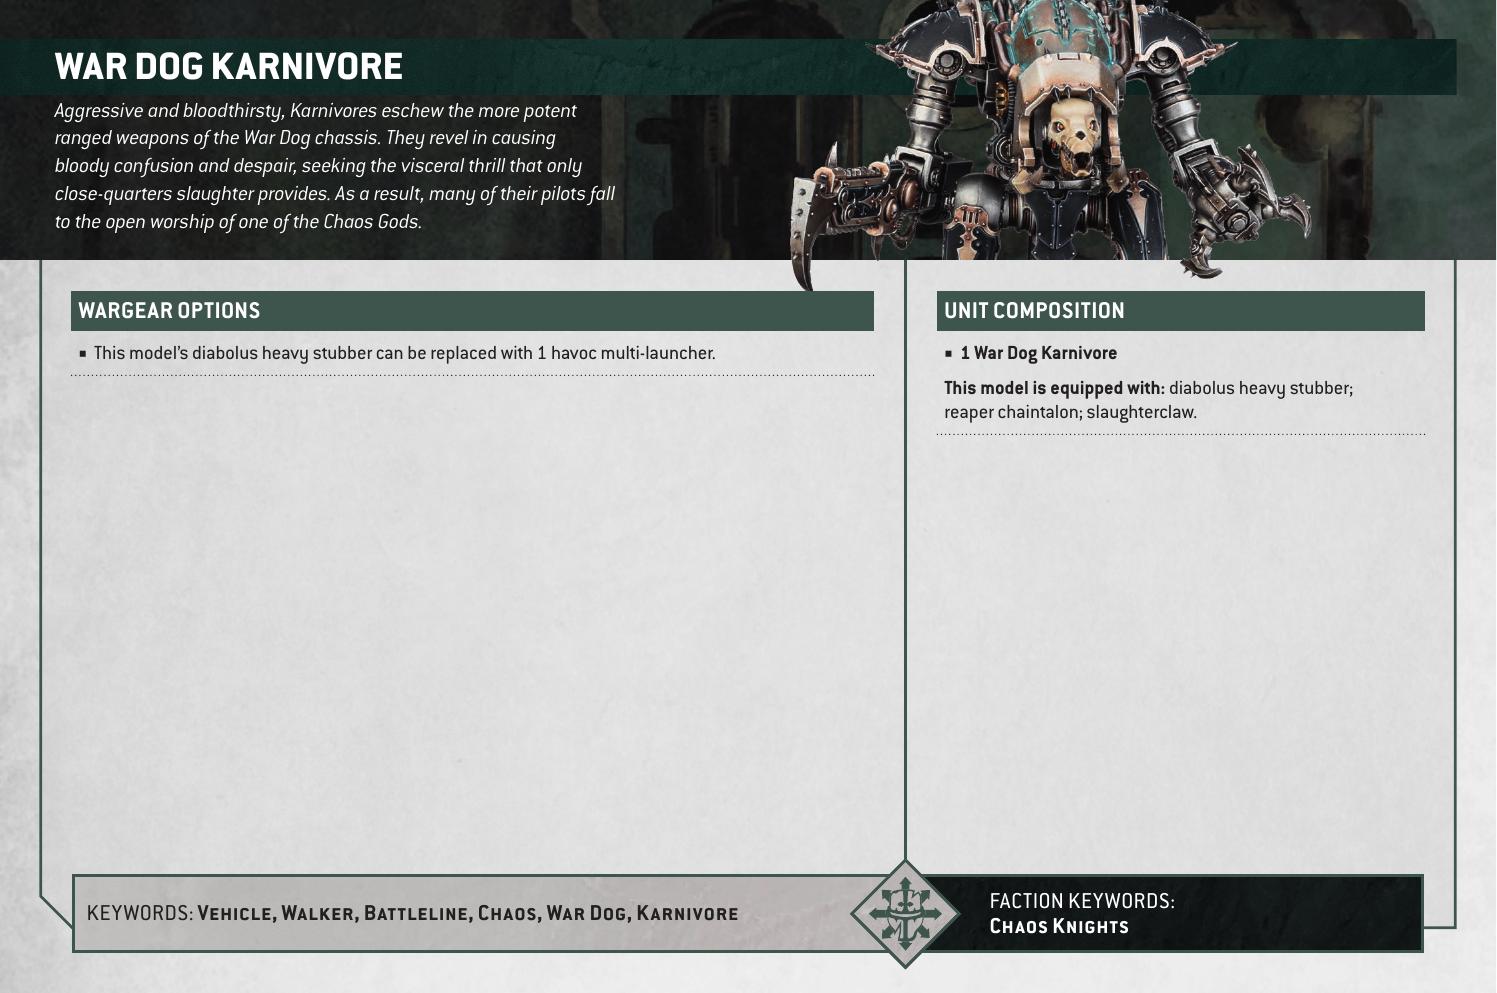 WAR DOG KARNIVORE
Aggressive and bloodthirsty, Karnivores eschew the more potent
ranged weapons of the War Dog chassis. They revel in causing
bloody confusion and despair, seeking the visceral thrill that only
close-quarters slaughter provides. As a result, many of their pilots fall
to the open worship of one of the Chaos Gods.
WARGEAR OPTIONS
▪ This model’s diabolus heavy stubber can be replaced with 1 havoc multi-launcher.
UNIT COMPOSITION
▪ 1 War Dog Karnivore
This model is equipped with: diabolus heavy stubber;
reaper chaintalon; slaughterclaw.
KEYWORDS: Vehicle, Walker, Battleline, Chaos, War Dog, Karnivore
FACTION KEYWORDS:
Chaos Knights